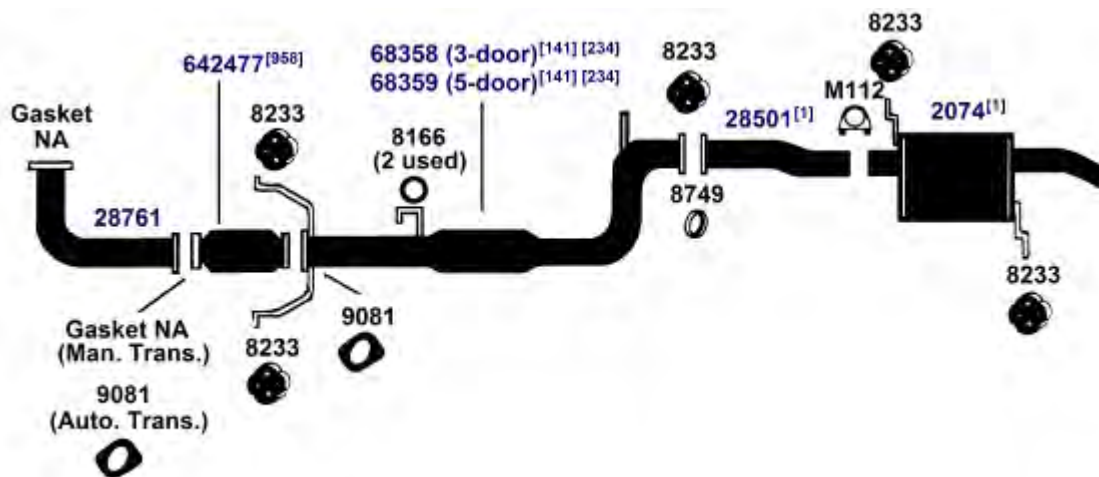 8233
68358 (3-door)[141] [234]
8233
642477[958]
68359 (5-door)[141] [234]
M112
8233
28501[1]
2074[1]
Gasket
NA
8166
(2 used)
8749
28761
8233
9081
Gasket NA
(Man. Trans.)
8233
9081
(Auto. Trans.)